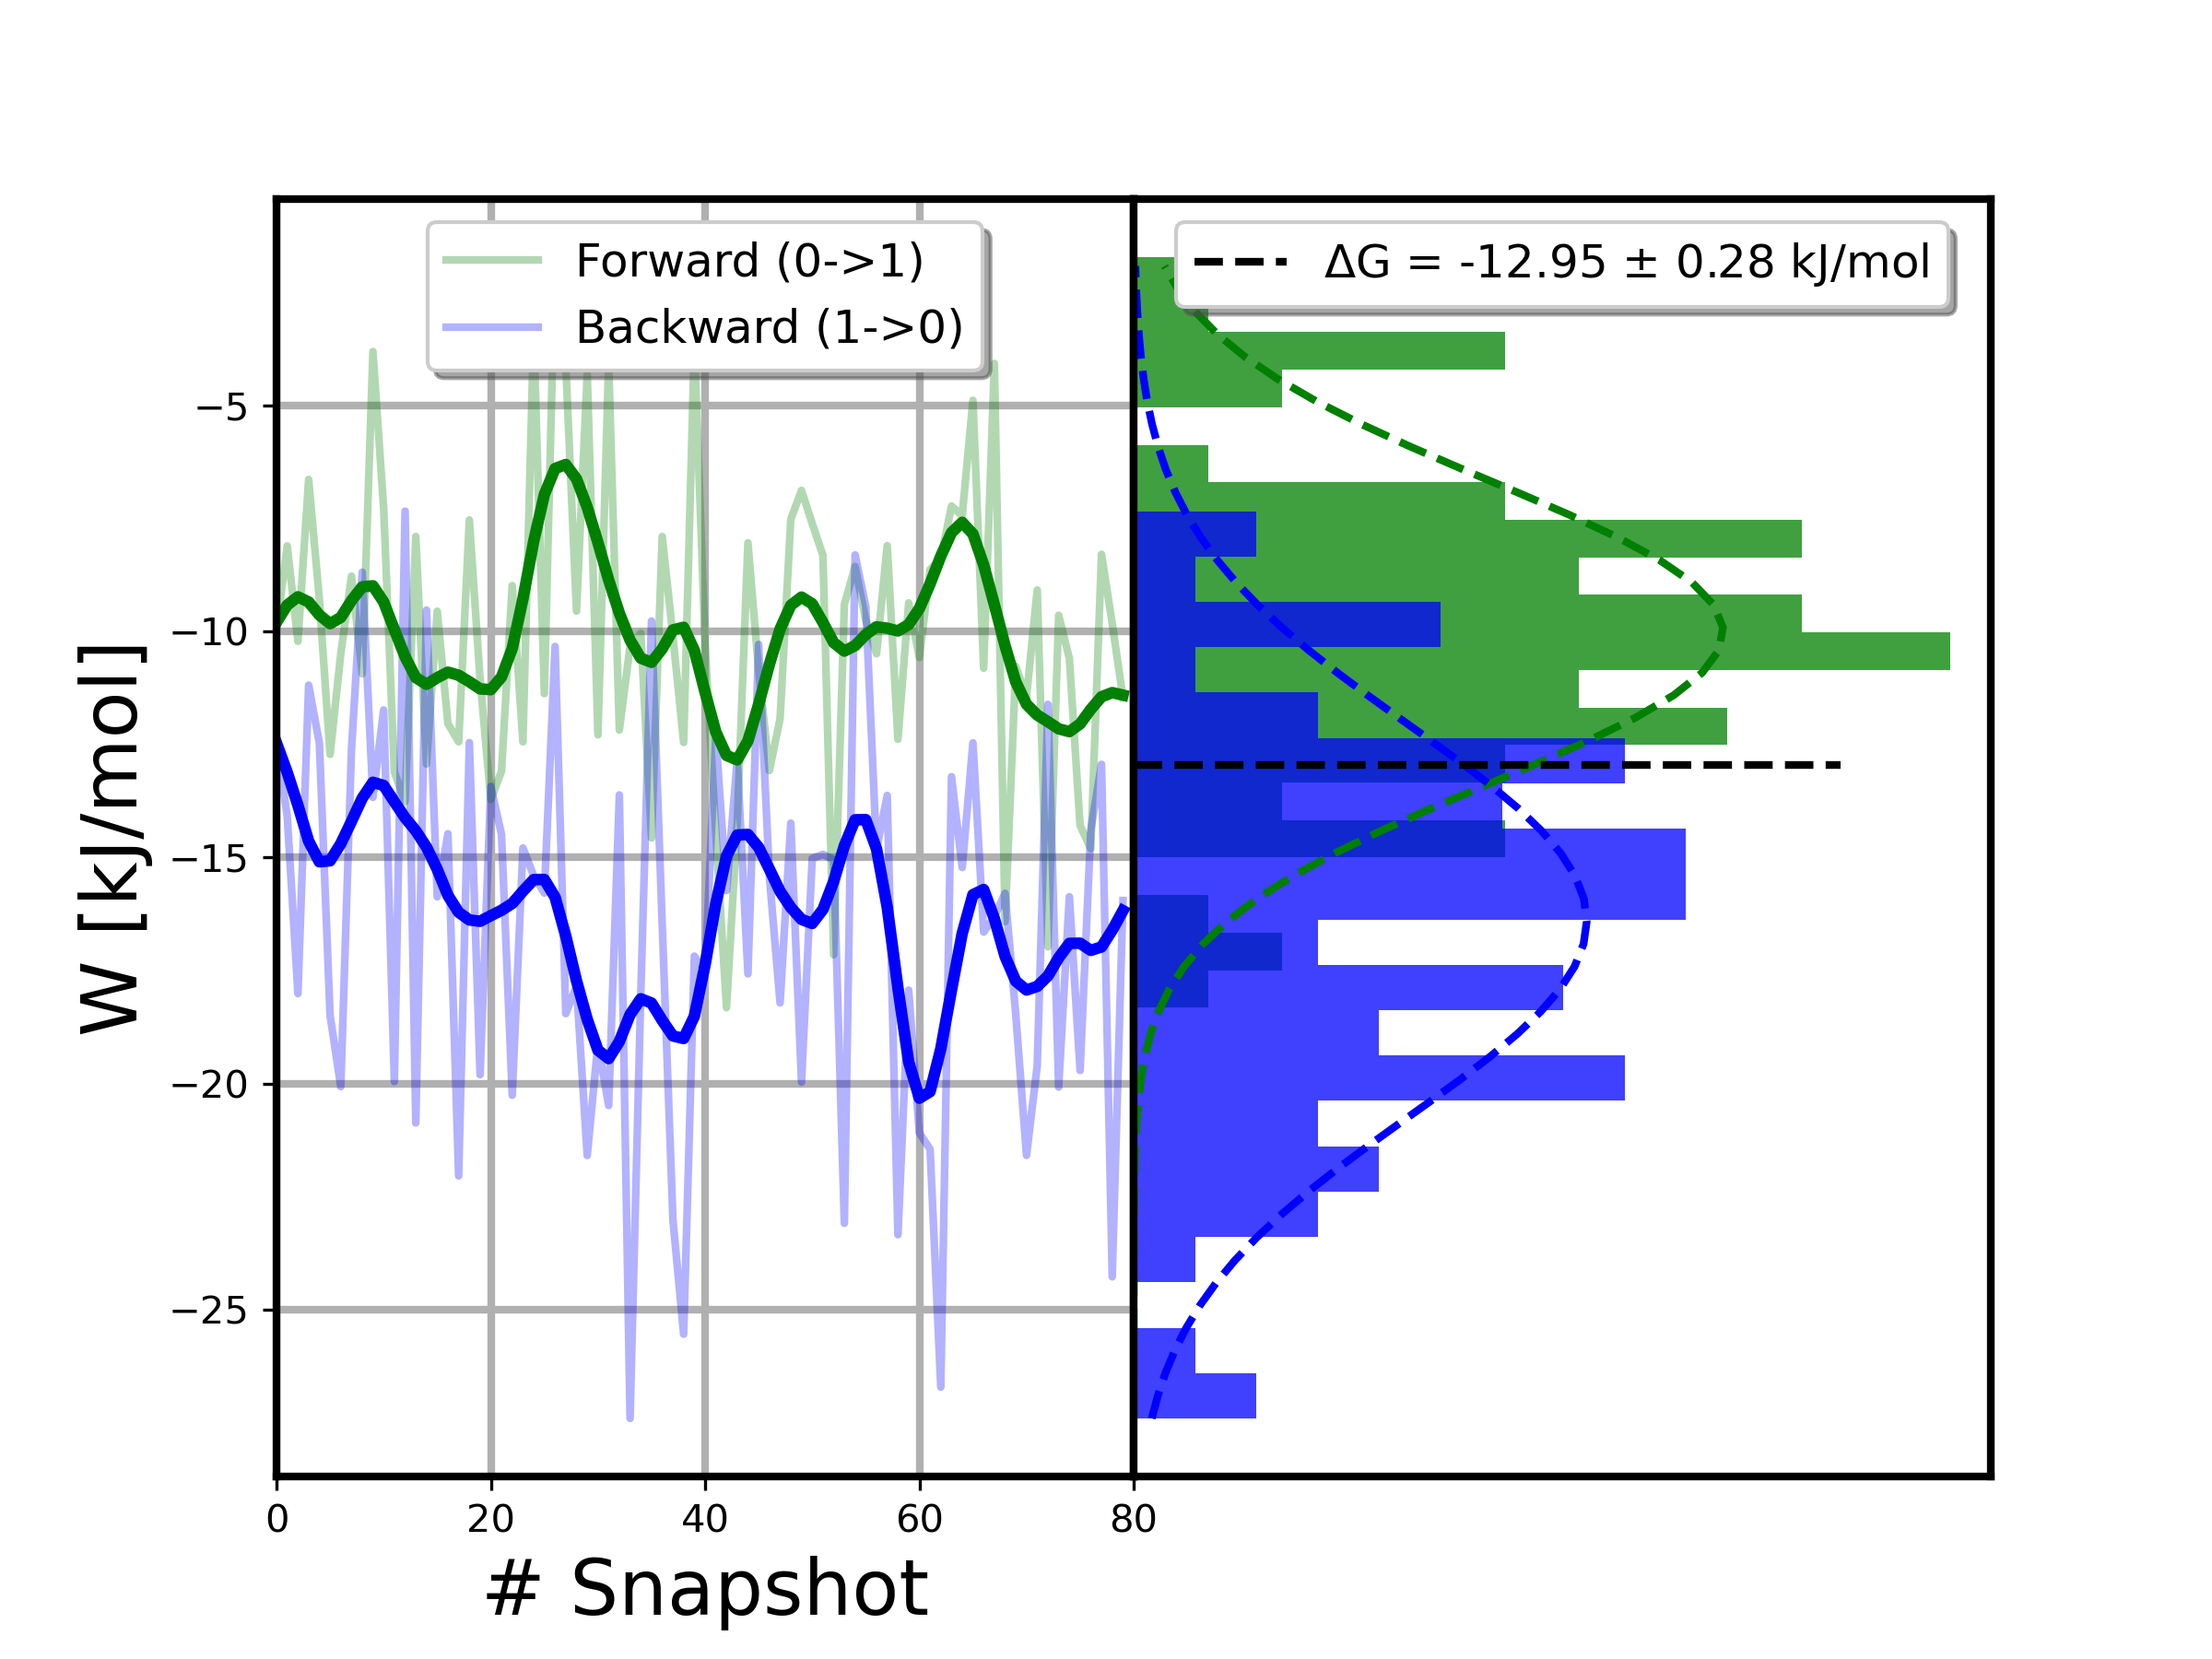 Forward (0->1)
Backward (1->0)
ΔG = -12.95 ± 0.28 kJ/mol
W [kJ/mol]
−5
−10
−15
−20
−25
0 20 40 60 80
# Snapshot